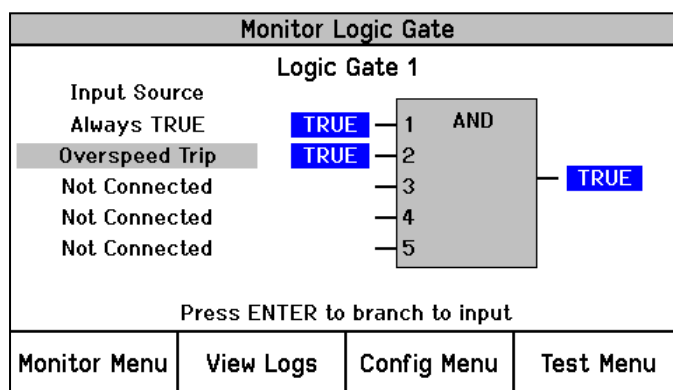 Monitor Logic Gate
Logic Gate 1
Input Source
Always TRUE TRUE 1 AND
Overspeed Trip TRUE 2
TRUE
Not Connected 3
Not Connected 4
Not Connected 5
Press ENTER to branch to input
Monitor Menu View Logs Config Menu Test Menu